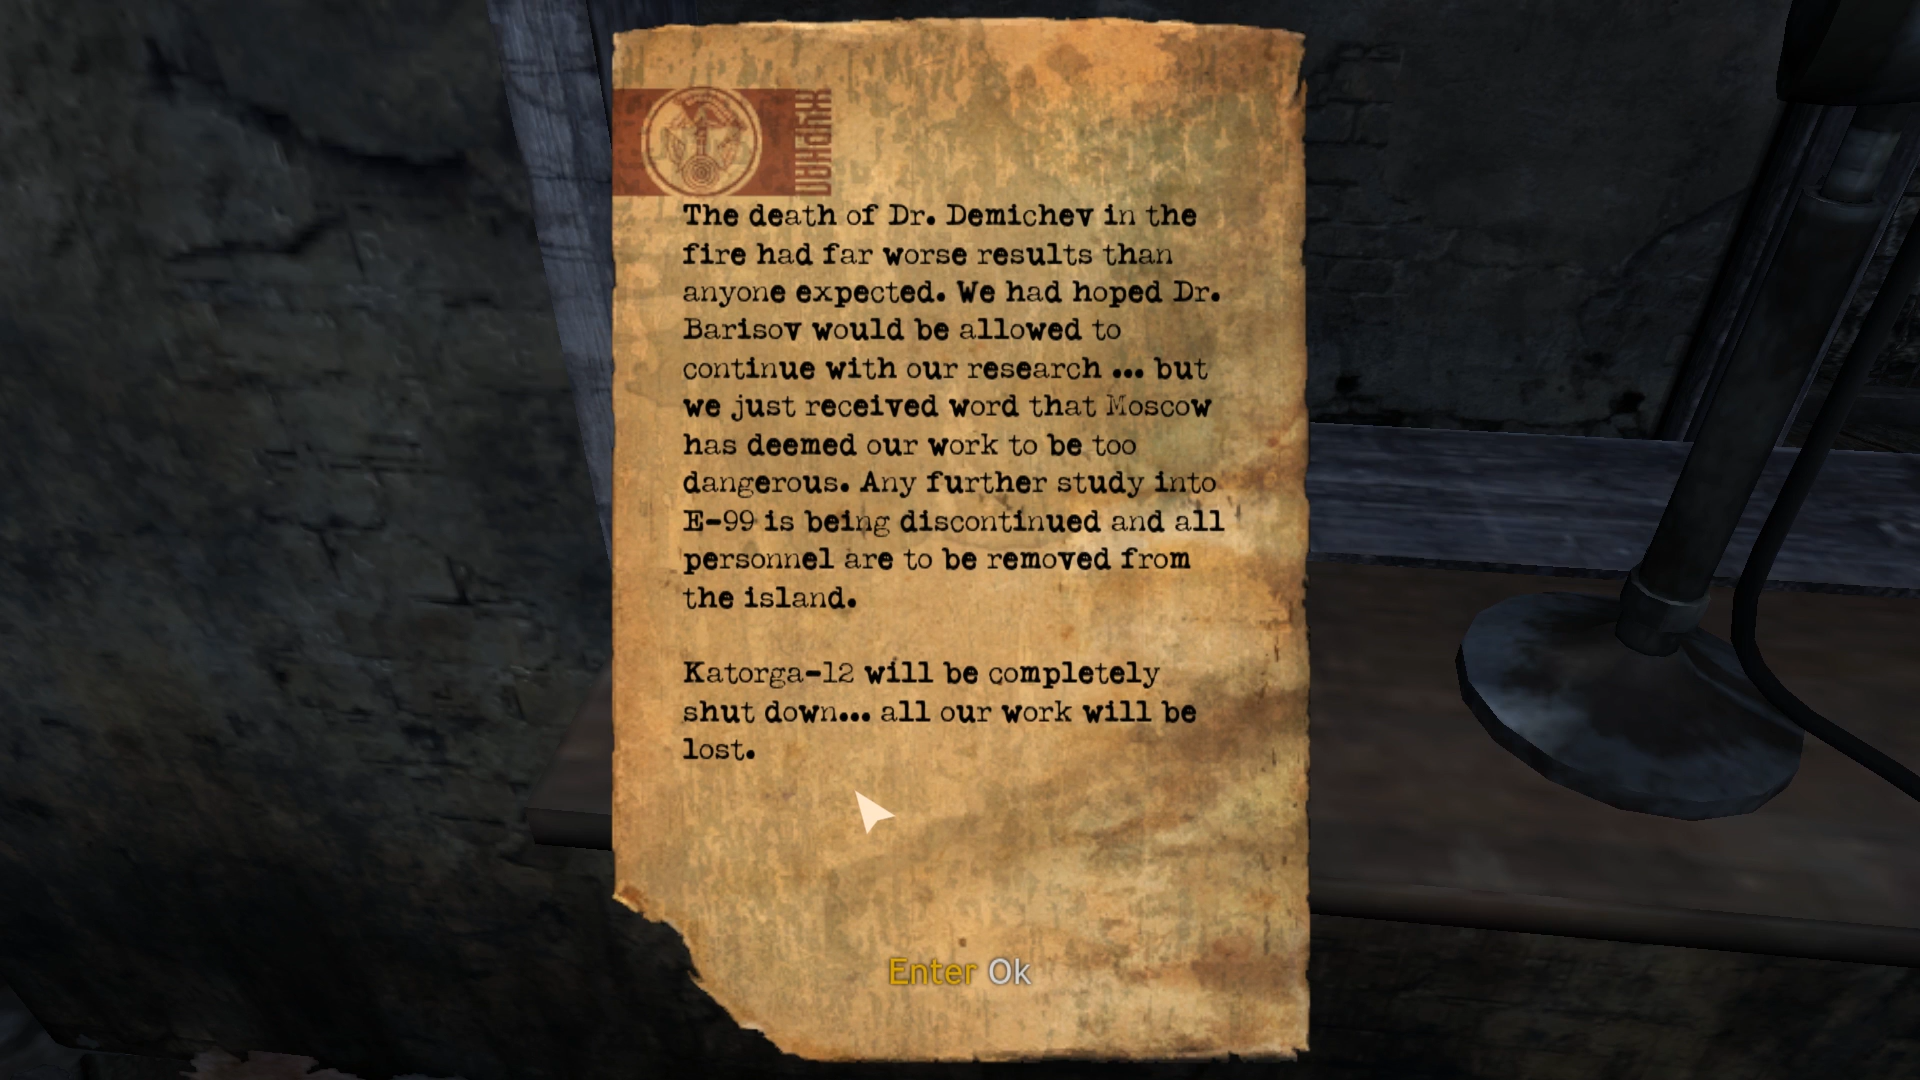 The death of Dr. Demichev in the
fire had far worse results than
anyone expected. We had hoped Dr.
Barisov would be allowed to
continue with our research ... but
we just received word that Moscow
has deemed our work to be too
dangerous. Any further study into
E-99 is being discontinued and all
personnel are to be removed from
the island.
Katorga-12 will be completely
shut down... all our work will be
lost.
Enter Ok